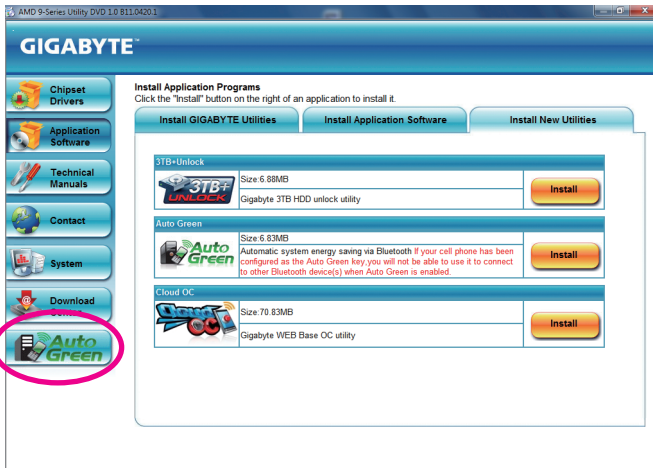 AMD 9-Series Utility DVD 1.0 B11.0420.1
GIGABYTE™
Chipset
Drivers
Application
Software
Technical
Manuals
Contact
System
Download
Center
Auto
Green
Install Application Programs
Click the "Install" button on the right of an application to install it.
Install GIGABYTE Utilities
Install Application Software
Install New Utilities
3TB+Unlock
3TB+
UNLOCK
Size:6.88MB
Gigabyte 3TB HDD unlock utility
Install
Auto Green
Auto
Green
Size:6.83MB
Automatic system energy saving via Bluetooth If your cell phone has been
configured as the Auto Green key,you will not be able to use it to connect
to other Bluetooth device(s) when Auto Green is enabled.
Install
Cloud OC
Cloud
OC
Size:70.83MB
Gigabyte WEB Base OC utility
Install